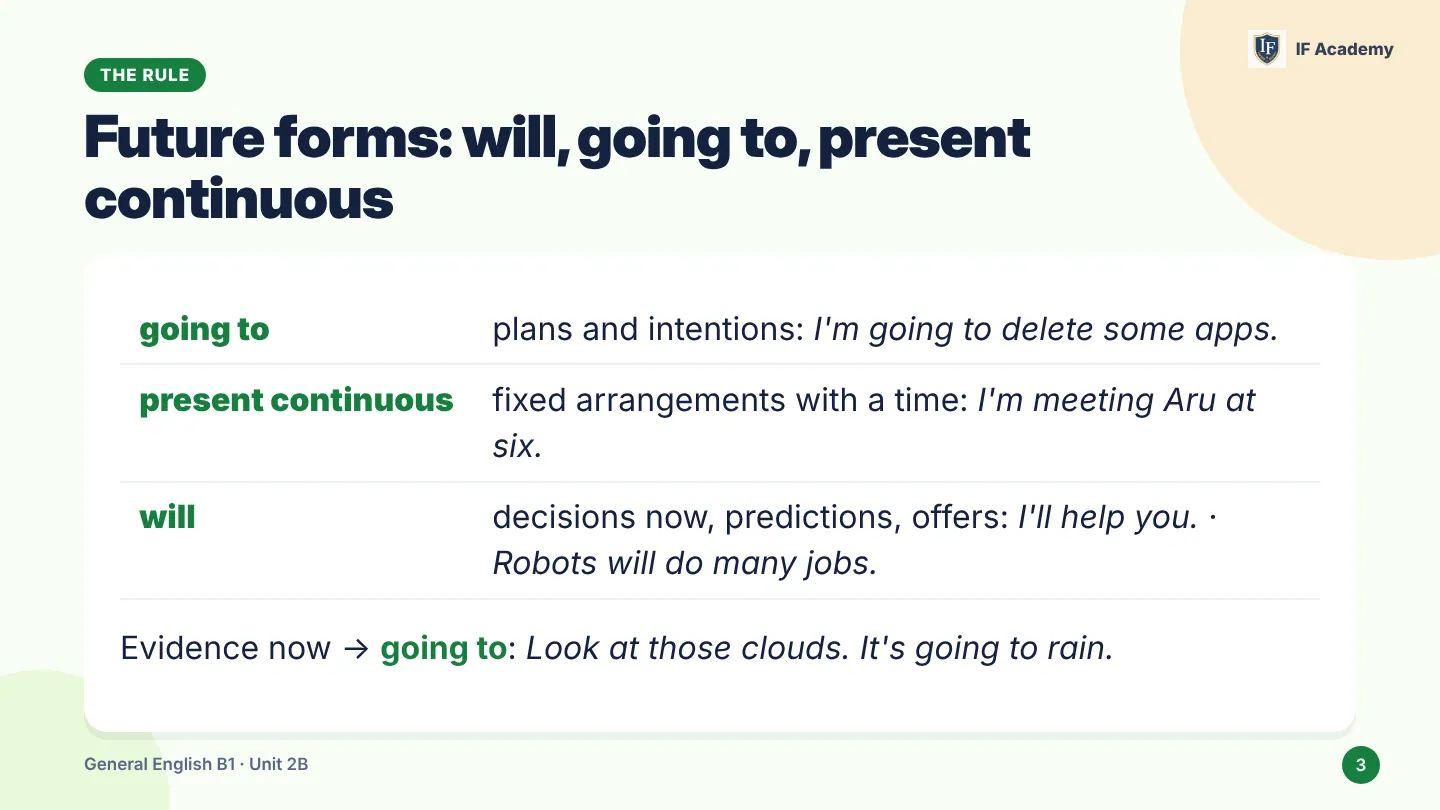 IF
IF Academy
THE RULE
Future forms: will, going to, present
continuous
going to
plans and intentions: I'm going to delete some apps.
present continuous
fixed arrangements with a time: I'm meeting Aru at
six.
will
decisions now, predictions, offers: I'll help you. ·
Robots will do many jobs.
Evidence now → going to: Look at those clouds. It's going to rain.
General English B1 · Unit 2B
3